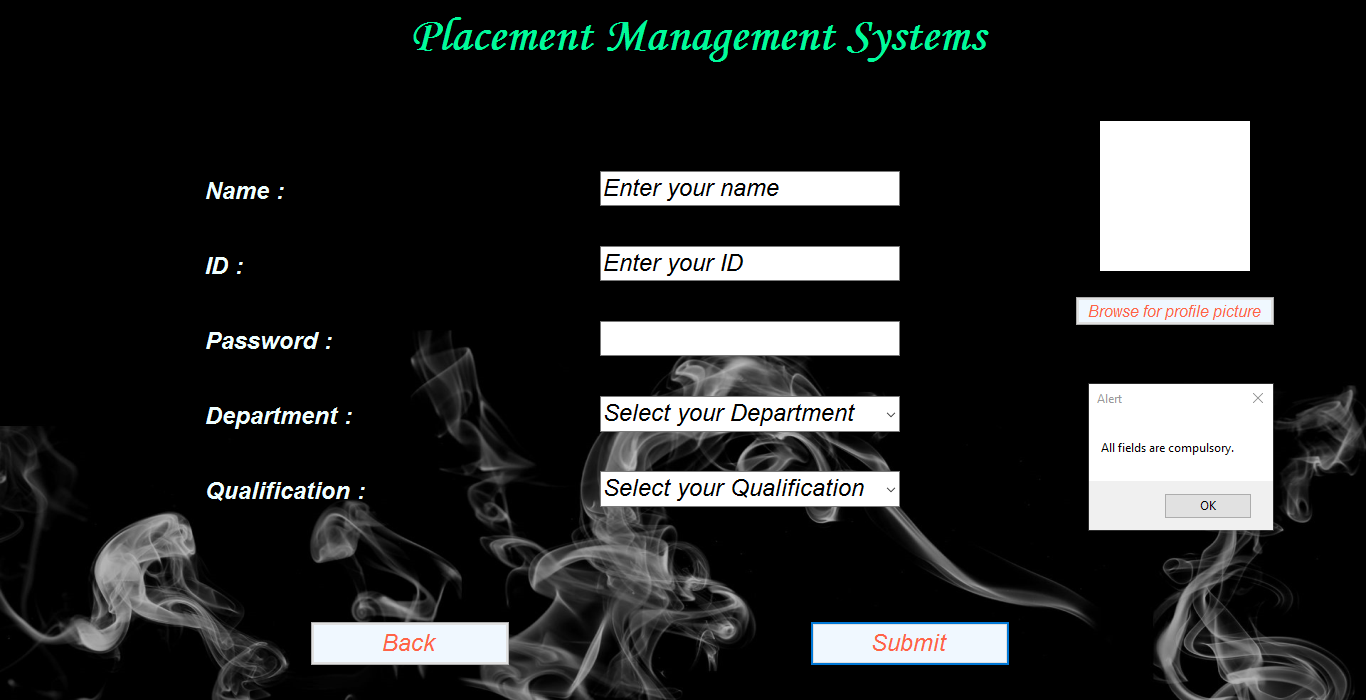 Placement Management Systems
Name :
Enter your name
ID :
Enter your ID
Browse for profile picture
Password :
Department :
Select your Department
Alert
All fields are compulsory.
Qualification :
Select your Qualification
OK
Back
Submit